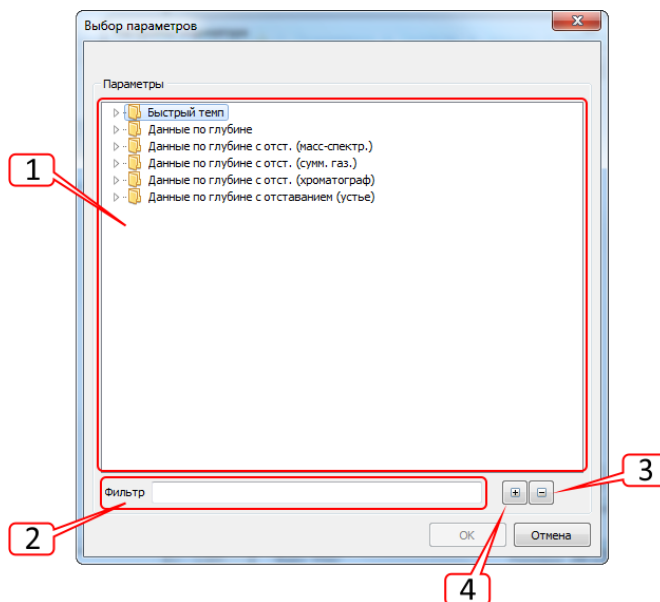 Выбор параметров
Параметры
Быстрый темп
Данные по глубине
Данные по глубине с отст. (масс-спектр.)
Данные по глубине с отст. (сумм. газ.)
Данные по глубине с отст. (хроматограф)
Данные по глубине с отставанием (устье)
1
Фильтр
3
2
ОК Отмена
4